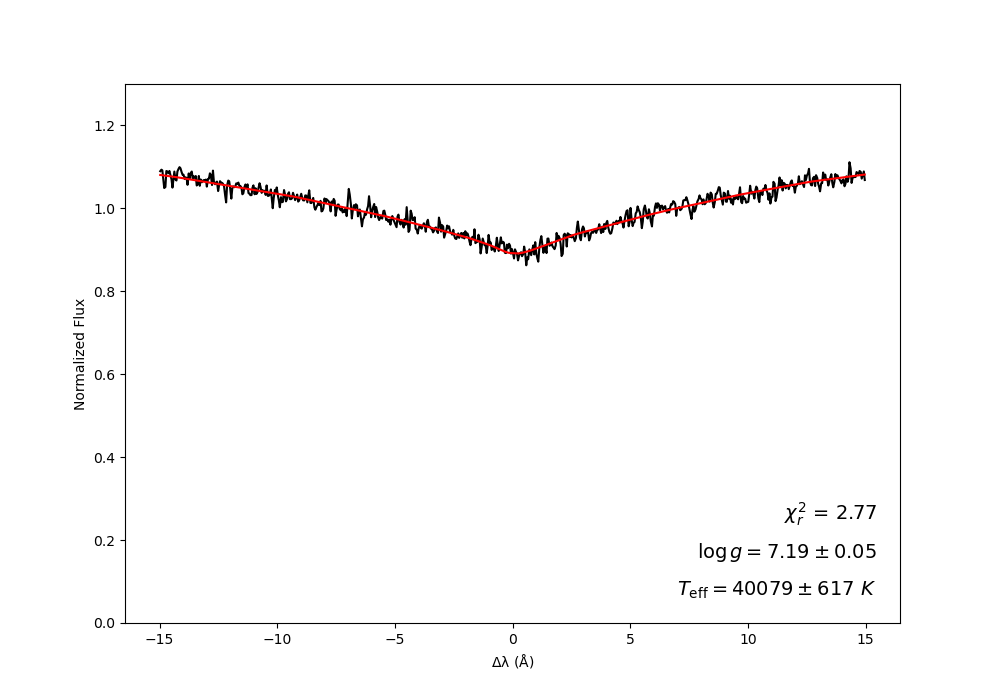 1.2
1.0
0.8
0.6
0.4
0.2
0.0
Normalized Flux
χ²ᵣ = 2.77
log g = 7.19 ± 0.05
T_eff = 40079 ± 617 K
−15 −10 −5 0 5 10 15
Δλ (Å)